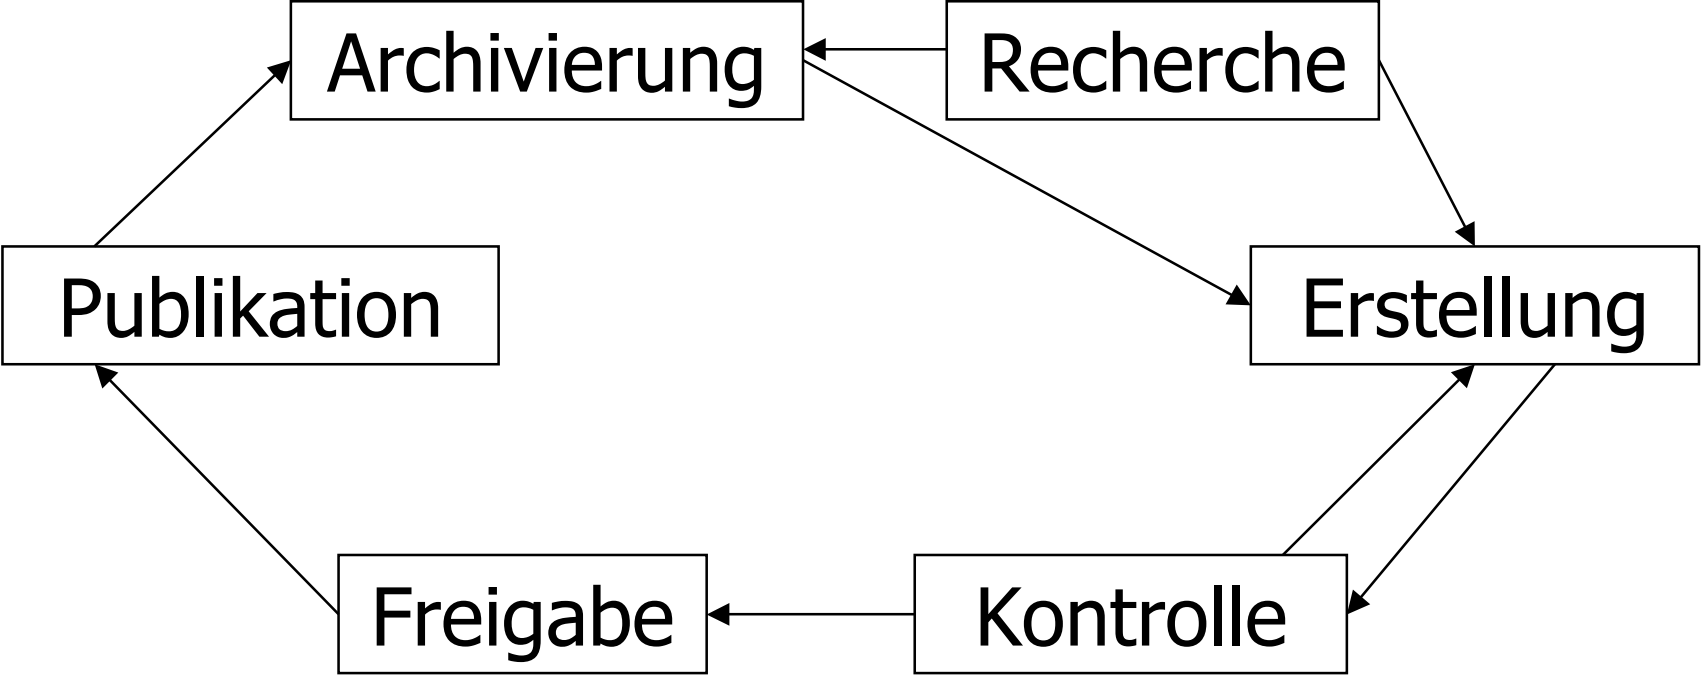 Archivierung
Recherche
Publikation
Erstellung
Freigabe
Kontrolle